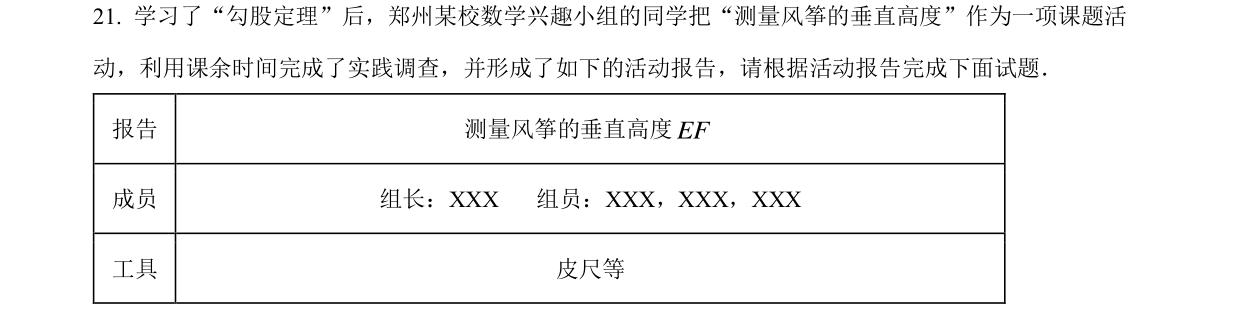 21. 学习了“勾股定理”后，郑州某校数学兴趣小组的同学把“测量风筝的垂直高度”作为一项课题活
动，利用课余时间完成了实践调查，并形成了如下的活动报告，请根据活动报告完成下面试题．
报告 测量风筝的垂直高度 EF
成员 组长：XXX 组员：XXX，XXX，XXX
工具 皮尺等